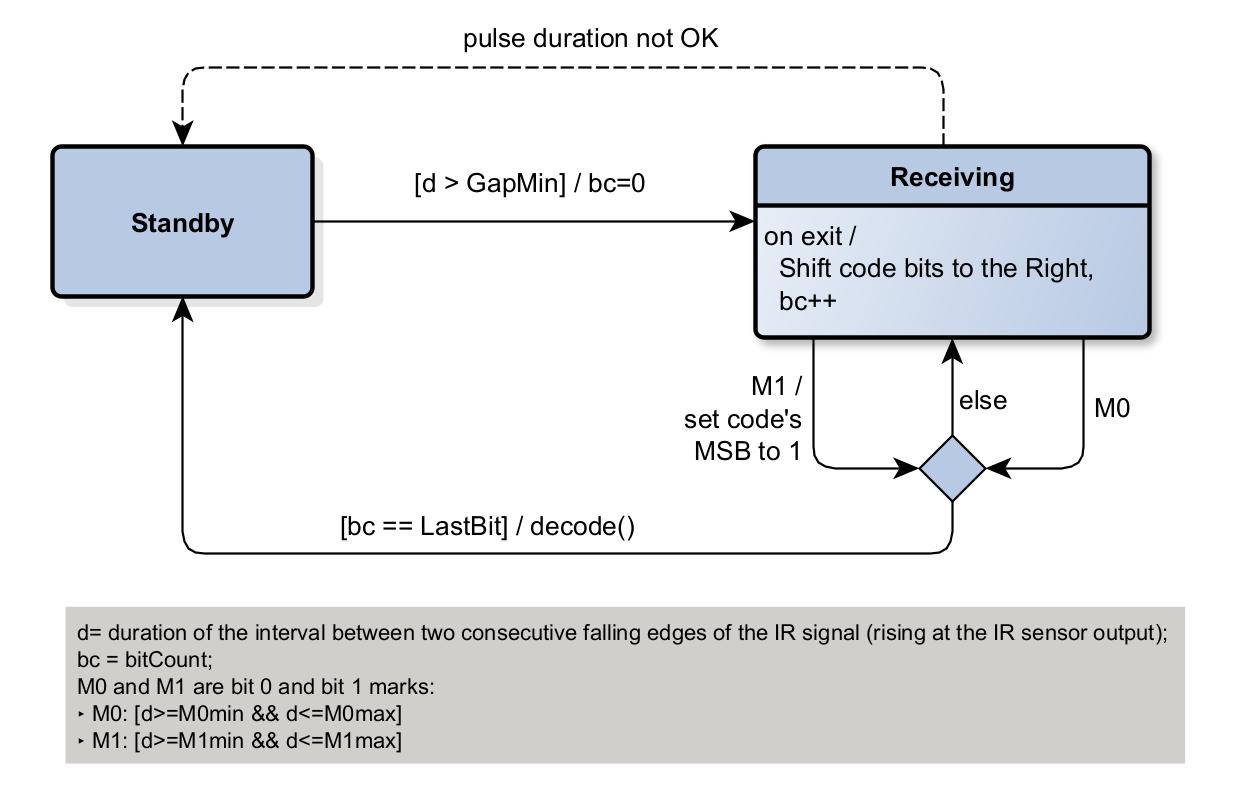 pulse duration not OK
Standby
[d > GapMin] / bc=0
Receiving
on exit /
Shift code bits to the Right,
bc++
M1 /
set code's
MSB to 1
else
M0
[bc == LastBit] / decode()
d= duration of the interval between two consecutive falling edges of the IR signal (rising at the IR sensor output);
bc = bitCount;
M0 and M1 are bit 0 and bit 1 marks:
‣ M0: [d>=M0min && d<=M0max]
‣ M1: [d>=M1min && d<=M1max]